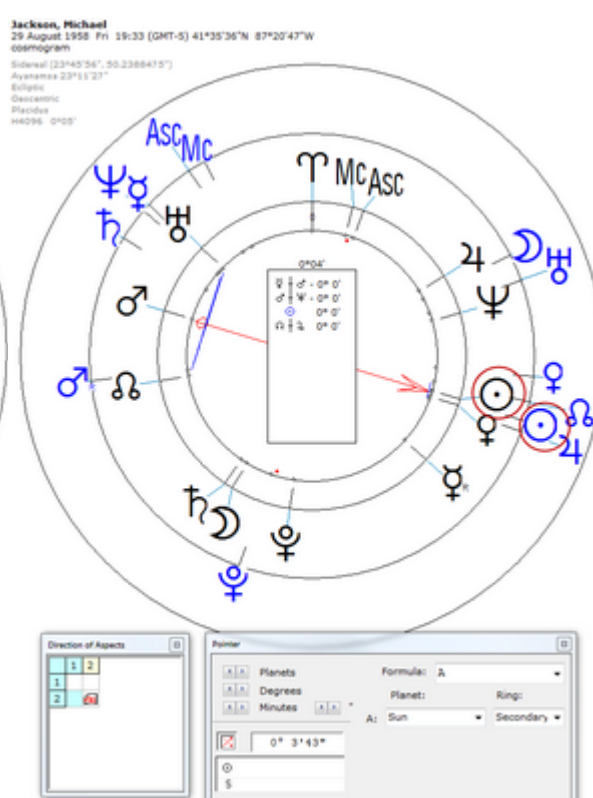 Jackson, Michael
29 August 1958 Fri 19:33 (GMT-5) 41°35'36"N 87°20'47"W
cosmogram
Sidereal (23°45'56", 50.2388475")
Ayanamsa 23°11'27"
Ecliptic
Geocentric
Placidus
H4096 0°05'
Asc Mc
♈ Mc Asc
♆ ☿
♄ ♅
♃ ☽ ♅
♆
0°04'
☿ ♂ - 0° 0'
♂ ♆ - 0° 0'
☉ 0° 0'
☊ 0° 0'
♂
♂ ☊
☉ ♀
♀ ☉ ☊
♃
☿ R
♄ ☽ ♇
♇
Direction of Aspects
1 2
1
2
Pointer
Planets
Degrees
Minutes
Formula: A
Planet: Ring:
A: Sun Secondary
0° 3'43"
☉
S